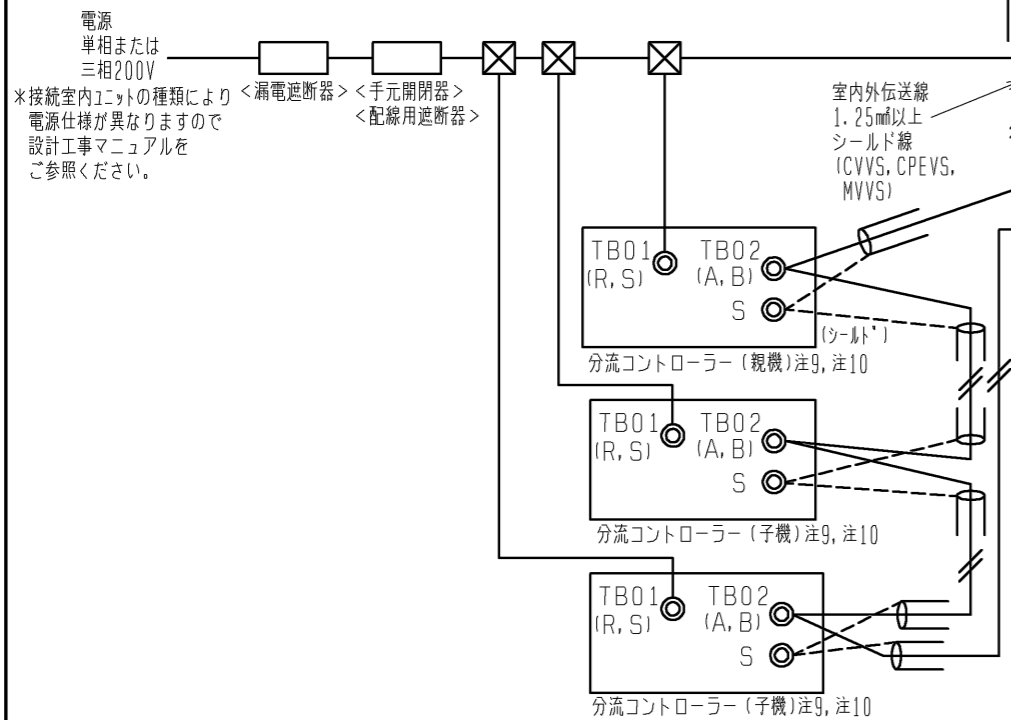 電源
単相または
三相200V
＊接続室内ユニットの種類により
電源仕様が異なりますので
設計工事マニュアルを
ご参照ください。
<漏電遮断器>
<手元開閉器>
<配線用遮断器>
室内外伝送線
1.25㎟以上
シールド線
(CVVS, CPEVS,
MVVS)
TB01
(R, S)
TB02
(A, B)
S
(シールド)
分流コントローラー(親機)注9, 注10
TB01
(R, S)
TB02
(A, B)
S
分流コントローラー(子機)注9, 注10
TB01
(R, S)
TB02
(A, B)
S
分流コントローラー(子機)注9, 注10